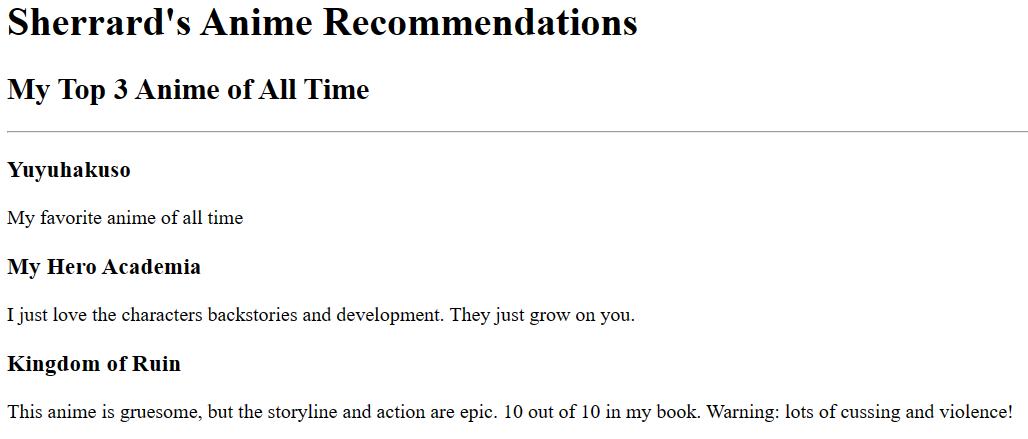 Sherrard's Anime Recommendations
My Top 3 Anime of All Time
Yuyuhakuso
My favorite anime of all time
My Hero Academia
I just love the characters backstories and development. They just grow on you.
Kingdom of Ruin
This anime is gruesome, but the storyline and action are epic. 10 out of 10 in my book. Warning: lots of cussing and violence!